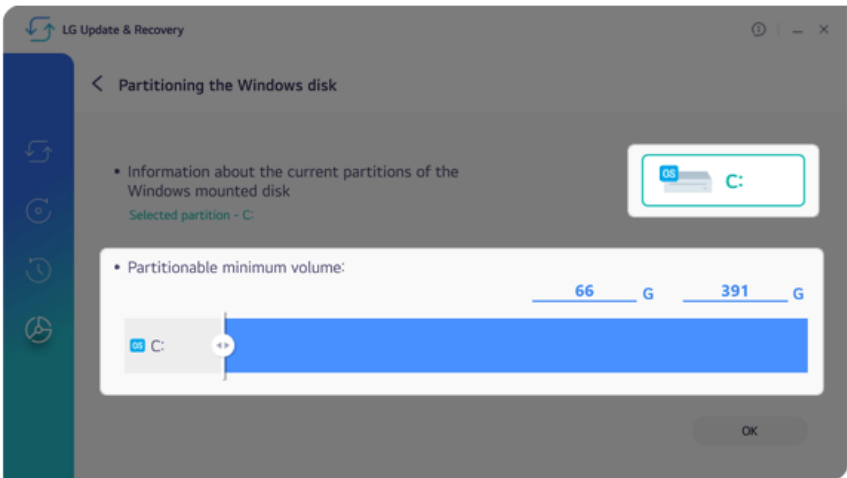 LG Update & Recovery
Partitioning the Windows disk
• Information about the current partitions of the
Windows mounted disk
Selected partition - C:
OS C:
• Partitionable minimum volume:
66 G 391 G
OS C:
OK